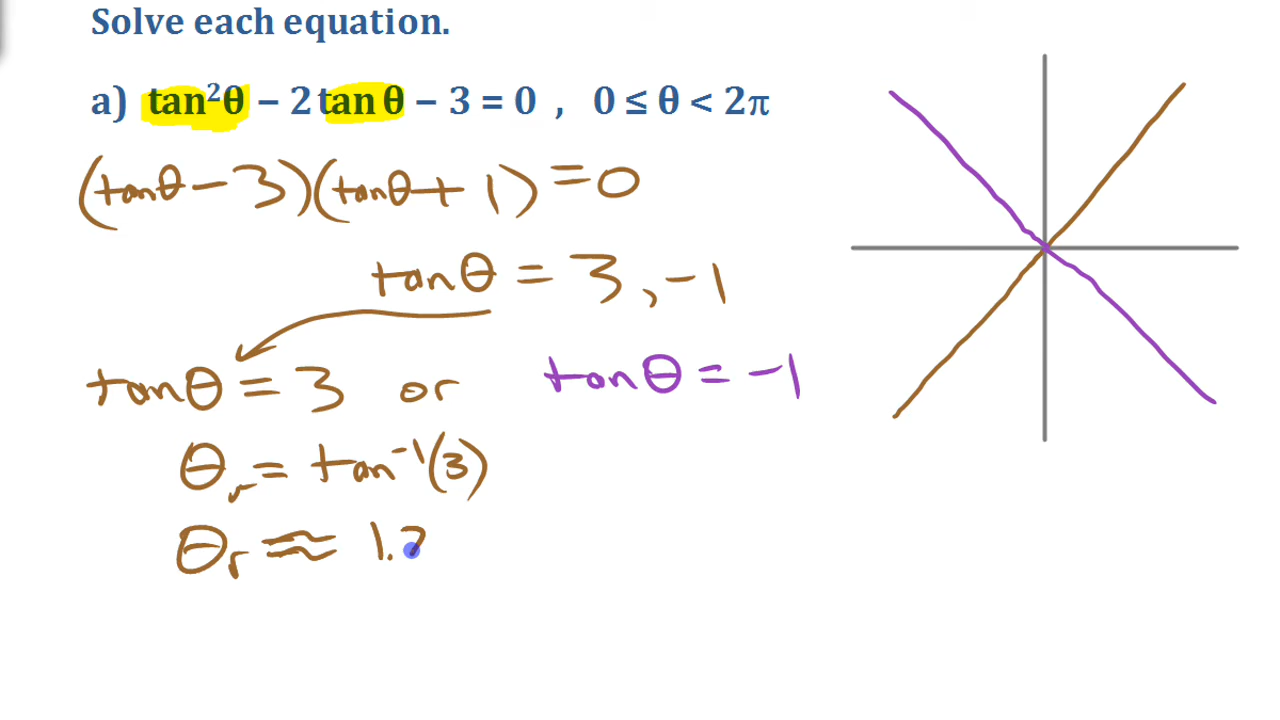 Solve each equation.
a) tan²θ − 2 tan θ − 3 = 0 , 0 ≤ θ < 2π
(tanθ − 3)(tanθ + 1) = 0
tanθ = 3, −1
tanθ = 3 or tanθ = −1
θᵣ = tan⁻¹(3)
θᵣ ≈ 1.2